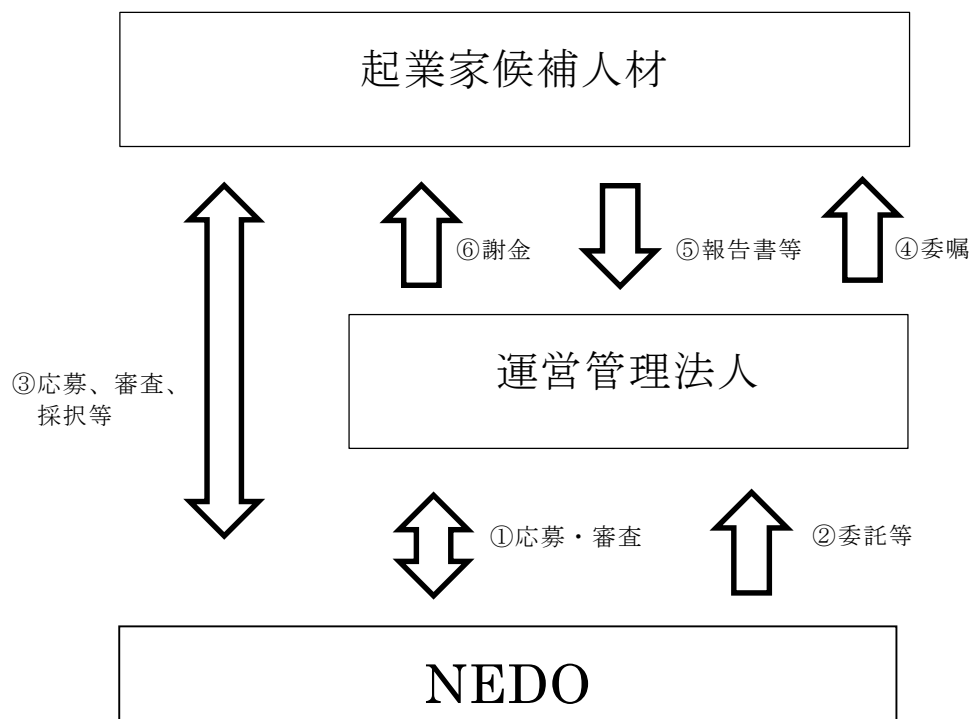 起業家候補人材
⑥謝金
⑤報告書等
④委嘱
運営管理法人
③応募、審査、
採択等
①応募・審査
②委託等
NEDO